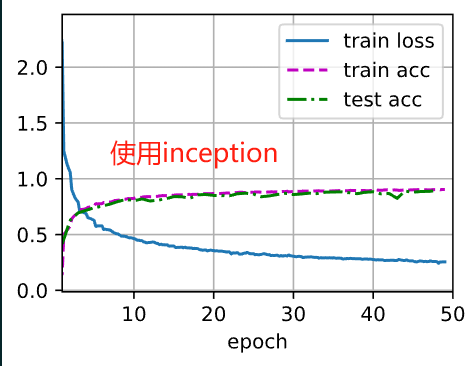 train loss
train acc
test acc
使用inception
2.0
1.5
1.0
0.5
0.0
10 20 30 40 50
epoch